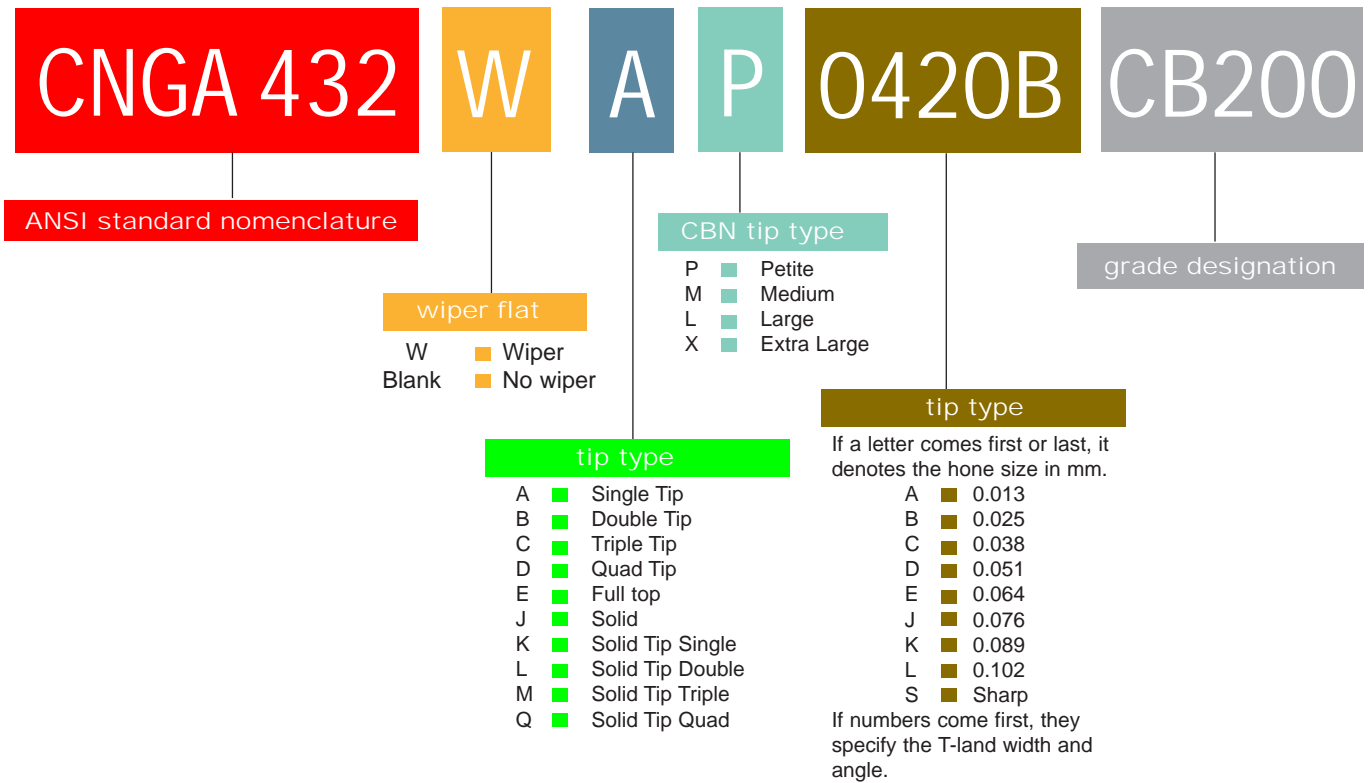 CNGA 432 W A P 0420B CB200
ANSI standard nomenclature
wiper flat
W Wiper
Blank No wiper
tip type
A Single Tip
B Double Tip
C Triple Tip
D Quad Tip
E Full top
J Solid
K Solid Tip Single
L Solid Tip Double
M Solid Tip Triple
Q Solid Tip Quad
CBN tip type
P Petite
M Medium
L Large
X Extra Large
tip type
If a letter comes first or last, it
denotes the hone size in mm.
A 0.013
B 0.025
C 0.038
D 0.051
E 0.064
J 0.076
K 0.089
L 0.102
S Sharp
If numbers come first, they
specify the T-land width and
angle.
grade designation